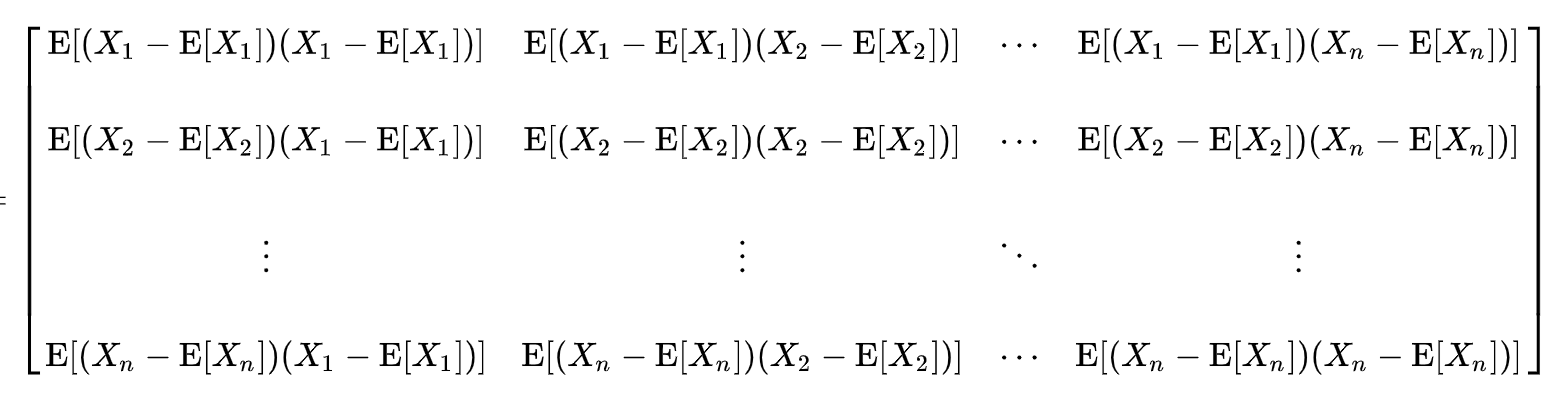 E[(X₁ − E[X₁])(X₁ − E[X₁])] E[(X₁ − E[X₁])(X₂ − E[X₂])] ⋯ E[(X₁ − E[X₁])(Xₙ − E[Xₙ])]
E[(X₂ − E[X₂])(X₁ − E[X₁])] E[(X₂ − E[X₂])(X₂ − E[X₂])] ⋯ E[(X₂ − E[X₂])(Xₙ − E[Xₙ])]
=
⋮ ⋮ ⋱ ⋮
E[(Xₙ − E[Xₙ])(X₁ − E[X₁])] E[(Xₙ − E[Xₙ])(X₂ − E[X₂])] ⋯ E[(Xₙ − E[Xₙ])(Xₙ − E[Xₙ])]